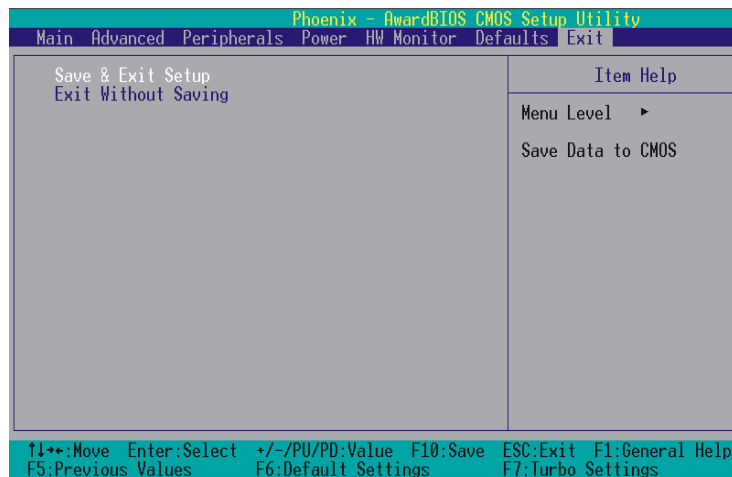 Phoenix - AwardBIOS CMOS Setup Utility
Main Advanced Peripherals Power HW Monitor Defaults Exit
Save & Exit Setup
Exit Without Saving
Item Help
Menu Level ►
Save Data to CMOS
↑↓→←:Move Enter:Select +/-/PU/PD:Value F10:Save ESC:Exit F1:General Help
F5:Previous Values F6:Default Settings F7:Turbo Settings